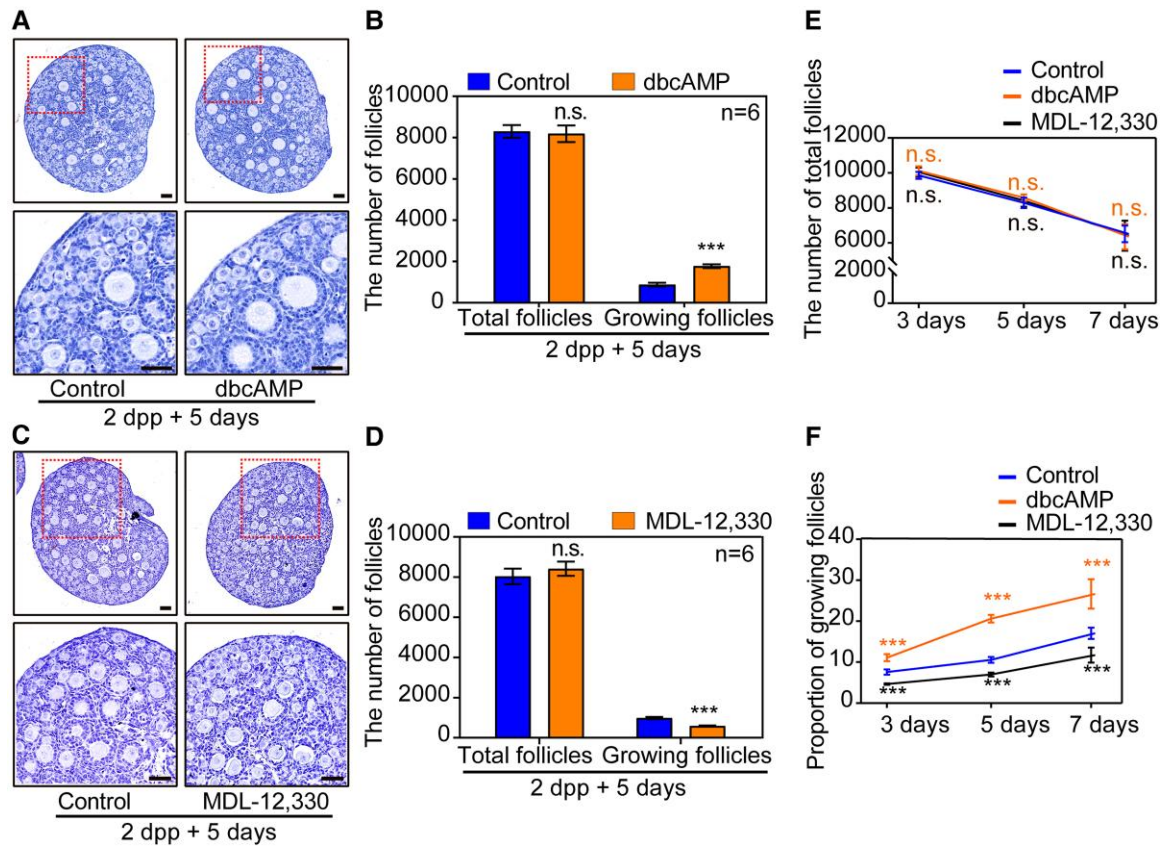 A
Control
dbcAMP
2 dpp + 5 days
B
Control
dbcAMP
n=6
The number of follicles
10000
8000
6000
4000
2000
0
n.s.
***
Total follicles
Growing follicles
2 dpp + 5 days
C
Control
MDL-12,330
2 dpp + 5 days
D
Control
MDL-12,330
n=6
The number of follicles
10000
8000
6000
4000
2000
0
n.s.
***
Total follicles
Growing follicles
2 dpp + 5 days
E
Control
dbcAMP
MDL-12,330
The number of total follicles
12000
10000
8000
6000
2000
0
n.s.
n.s.
n.s.
n.s.
n.s.
n.s.
3 days
5 days
7 days
F
Control
dbcAMP
MDL-12,330
Proportion of growing follicles
40
30
20
10
0
***
***
***
***
***
***
3 days
5 days
7 days